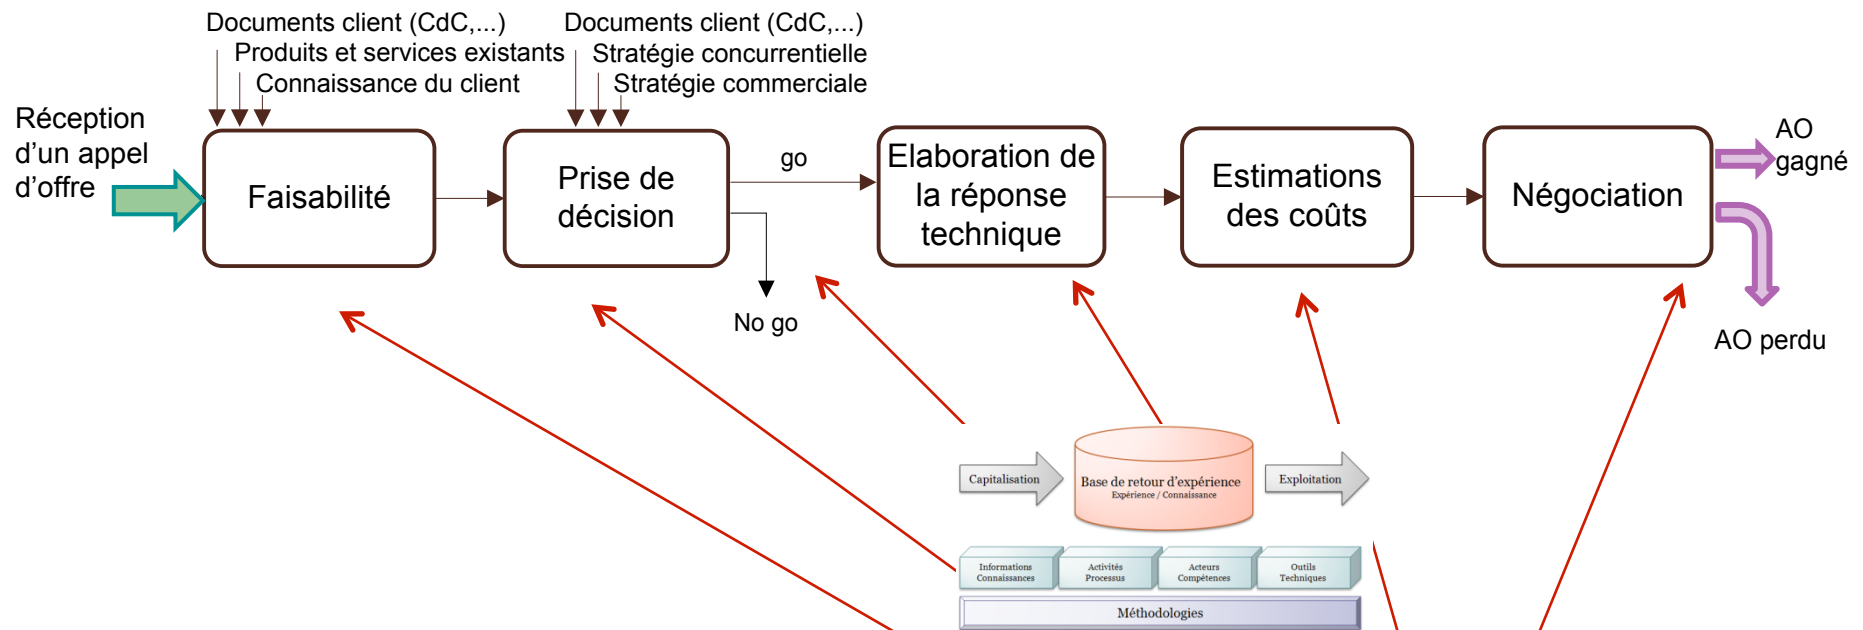 Documents client (CdC,...)
Produits et services existants
Connaissance du client
Documents client (CdC,...)
Stratégie concurrentielle
Stratégie commerciale
Réception
d'un appel
d'offre
Faisabilité
Prise de
décision
go
No go
Elaboration de
la réponse
technique
Estimations
des coûts
Négociation
AO
gagné
AO perdu
Capitalisation
Base de retour d'expérience
Expérience / Connaissance
Exploitation
Informations
Connaissances
Activités
Processus
Acteurs
Compétences
Outils
Techniques
Méthodologies